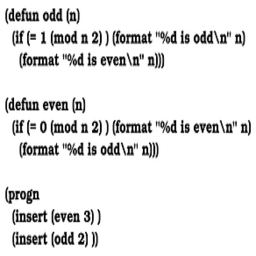 (defun odd (n)
(if (= 1 (mod n 2) ) (format "%d is odd\n" n)
(format "%d is even\n" n)))
(defun even (n)
(if (= 0 (mod n 2) ) (format "%d is even\n" n)
(format "%d is odd\n" n)))
(progn
(insert (even 3) )
(insert (odd 2) ))